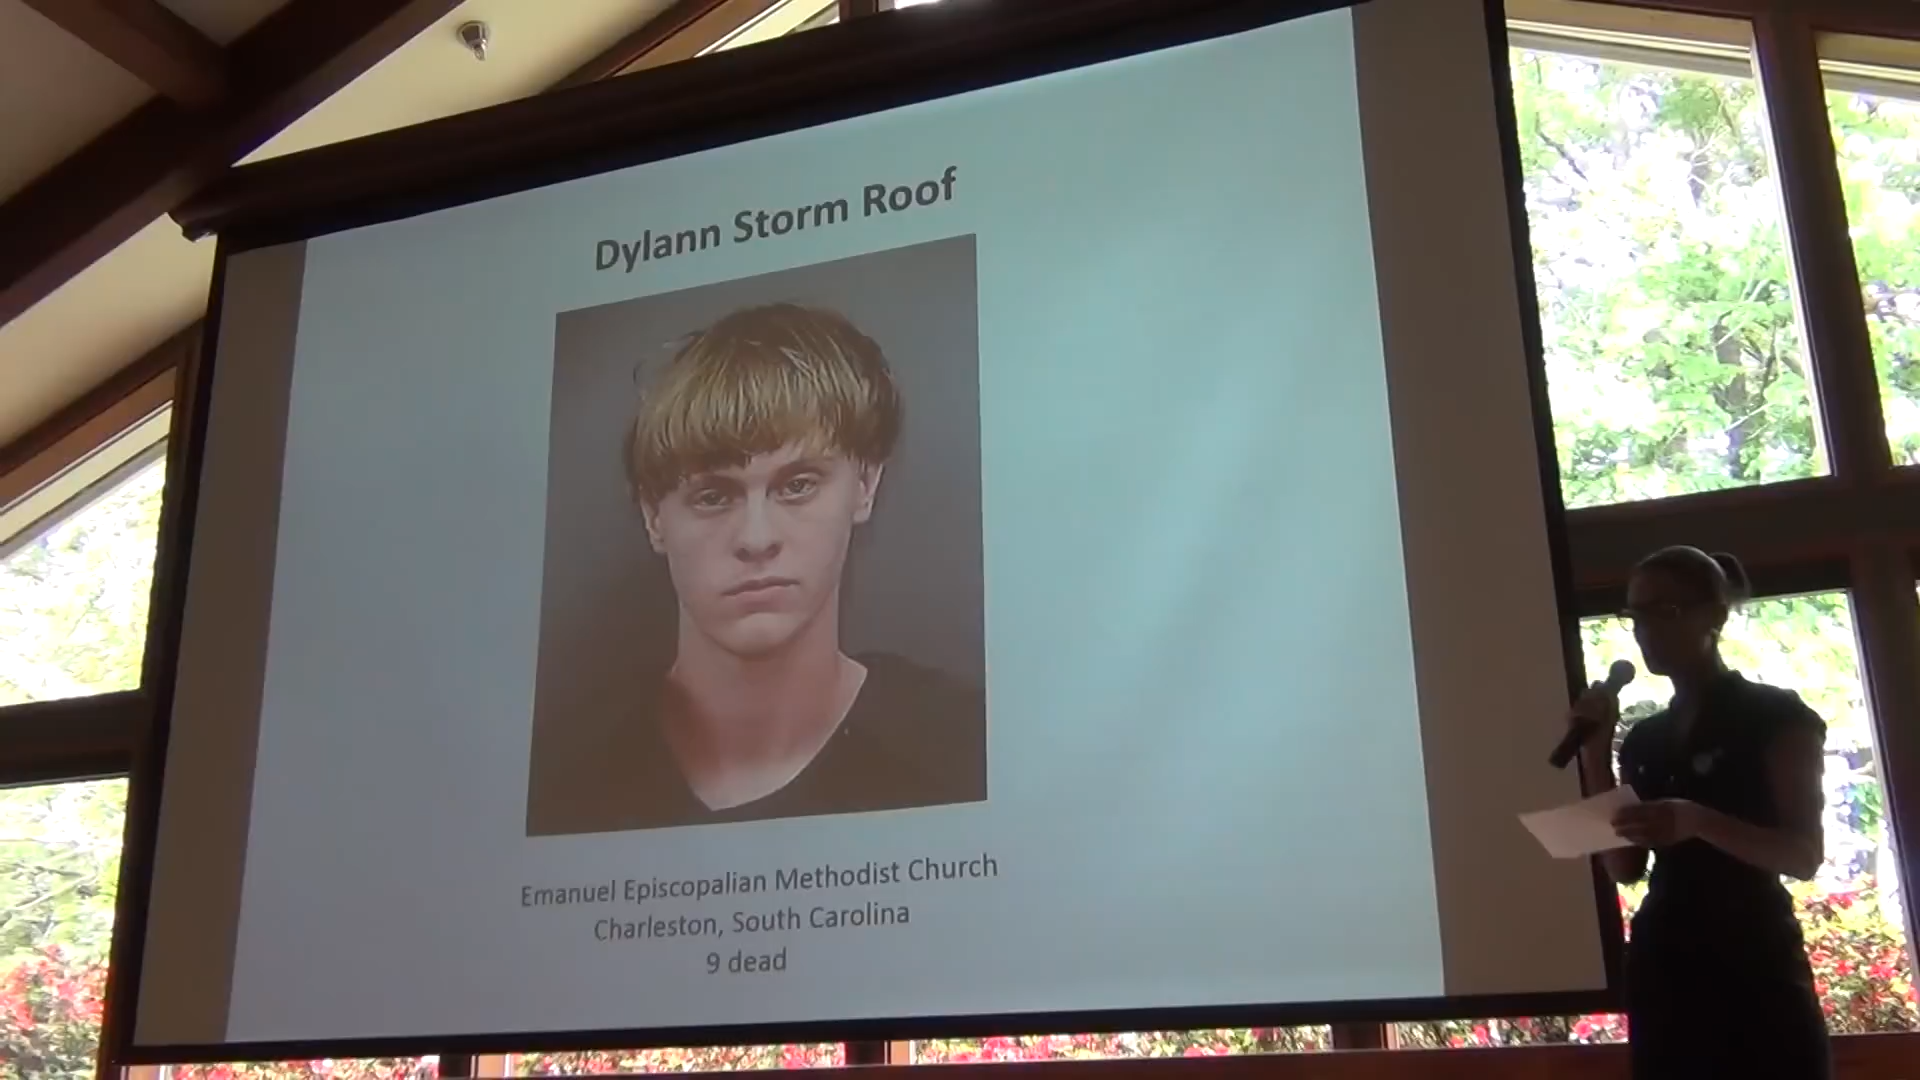 Dylann Storm Roof
Emanuel Episcopalian Methodist Church
Charleston, South Carolina
9 dead